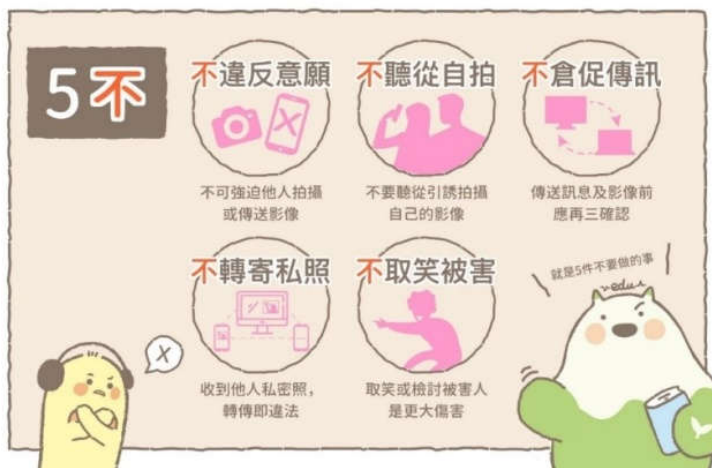 5不
不違反意願
不可強迫他人拍攝
或傳送影像
不聽從自拍
不要聽從引誘拍攝
自己的影像
不倉促傳訊
傳送訊息及影像前
應再三確認
不轉寄私照
收到他人私密照，
轉傳即違法
不取笑被害
取笑或檢討被害人
是更大傷害
就是5件不要做的事
edu
X